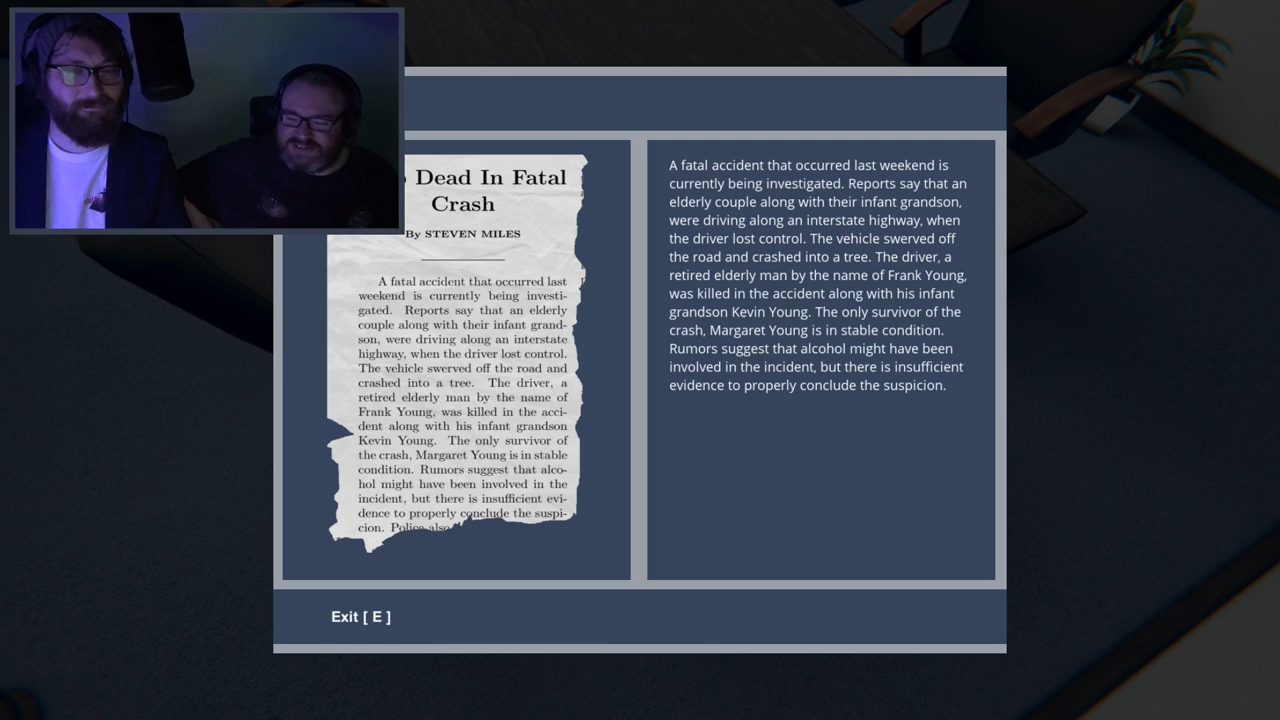 Dead In Fatal
Crash
By STEVEN MILES
A fatal accident that occurred last
weekend is currently being investi-
gated. Reports say that an elderly
couple along with their infant grand-
son, were driving along an interstate
highway, when the driver lost control.
The vehicle swerved off the road and
crashed into a tree. The driver, a
retired elderly man by the name of
Frank Young, was killed in the acci-
dent along with his infant grandson
Kevin Young. The only survivor of
the crash, Margaret Young is in stable
condition. Rumors suggest that alco-
hol might have been involved in the
incident, but there is insufficient evi-
dence to properly conclude the suspi-
cion. Police also
A fatal accident that occurred last weekend is
currently being investigated. Reports say that an
elderly couple along with their infant grandson,
were driving along an interstate highway, when
the driver lost control. The vehicle swerved off
the road and crashed into a tree. The driver, a
retired elderly man by the name of Frank Young,
was killed in the accident along with his infant
grandson Kevin Young. The only survivor of the
crash, Margaret Young is in stable condition.
Rumors suggest that alcohol might have been
involved in the incident, but there is insufficient
evidence to properly conclude the suspicion.
Exit [ E ]